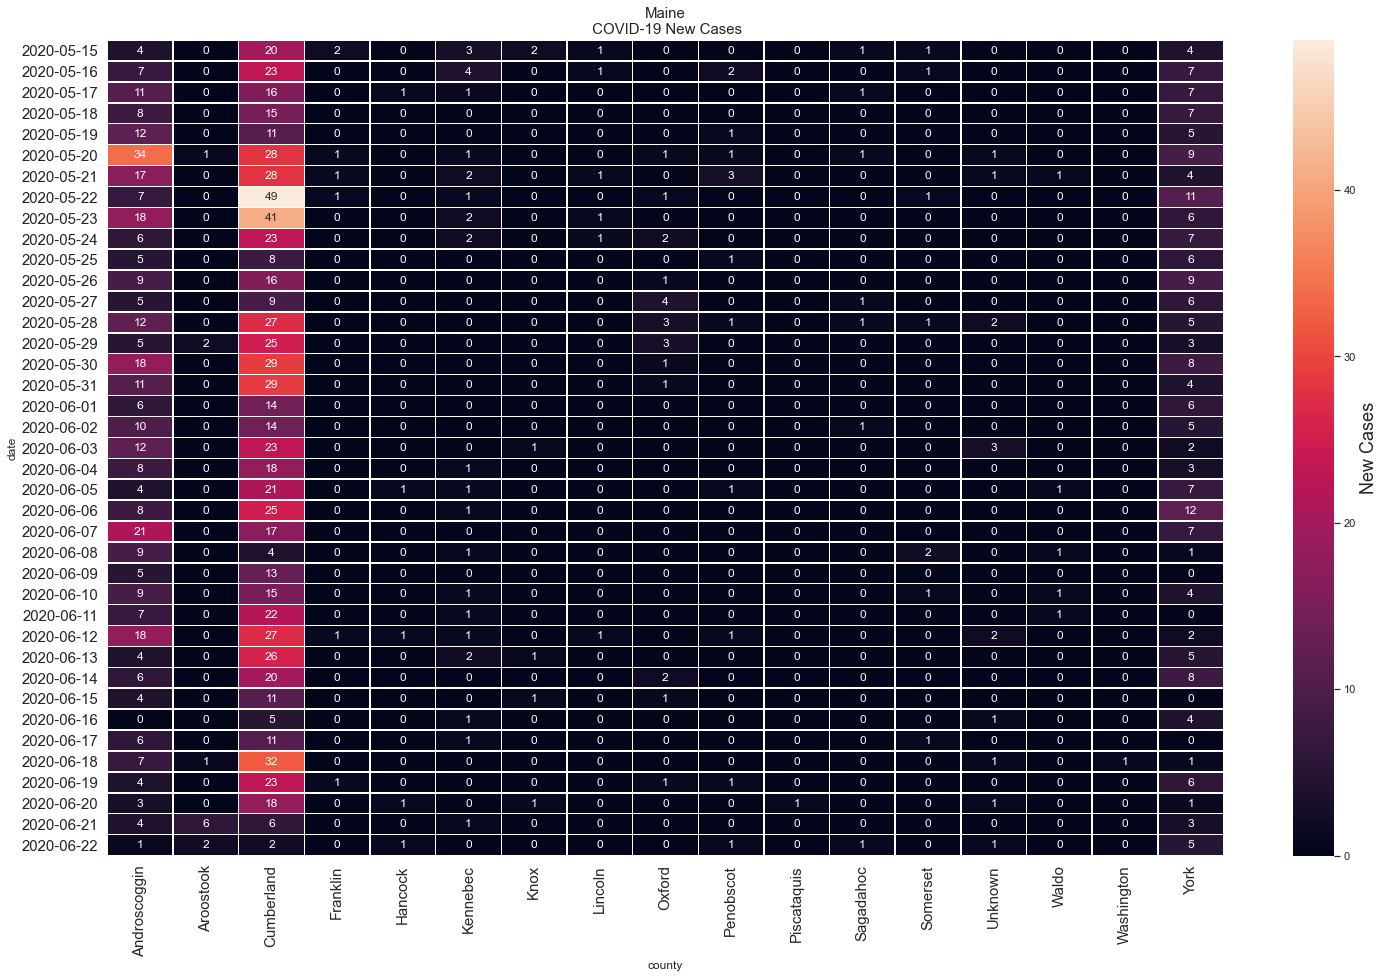 Maine
COVID-19 New Cases
2020-05-15 4 0 20 2 0 3 2 1 0 0 0 1 1 0 0 0 4
2020-05-16 7 0 23 0 0 4 0 1 0 2 0 0 1 0 0 0 7
2020-05-17 11 0 16 0 1 1 0 0 0 0 0 1 0 0 0 0 7
2020-05-18 8 0 15 0 0 0 0 0 0 0 0 0 0 0 0 0 7
2020-05-19 12 0 11 0 0 0 0 0 0 1 0 0 0 0 0 0 5
2020-05-20 34 1 28 1 0 1 0 0 1 1 0 1 0 1 0 0 9
2020-05-21 17 0 28 1 0 2 0 1 0 3 0 0 0 1 1 0 4
2020-05-22 7 0 49 1 0 1 0 0 1 0 0 0 1 0 0 0 11
2020-05-23 18 0 41 0 0 2 0 1 0 0 0 0 0 0 0 0 6
2020-05-24 6 0 23 0 0 2 0 1 2 0 0 0 0 0 0 0 7
2020-05-25 5 0 8 0 0 0 0 0 0 1 0 0 0 0 0 0 6
2020-05-26 9 0 16 0 0 0 0 0 1 0 0 0 0 0 0 0 9
2020-05-27 5 0 9 0 0 0 0 0 4 0 0 1 0 0 0 0 6
2020-05-28 12 0 27 0 0 0 0 0 3 1 0 1 1 2 0 0 5
2020-05-29 5 2 25 0 0 0 0 0 3 0 0 0 0 0 0 0 3
2020-05-30 18 0 29 0 0 0 0 0 1 0 0 0 0 0 0 0 8
2020-05-31 11 0 29 0 0 0 0 0 1 0 0 0 0 0 0 0 4
2020-06-01 6 0 14 0 0 0 0 0 0 0 0 0 0 0 0 0 6
2020-06-02 10 0 14 0 0 0 0 0 0 0 0 1 0 0 0 0 5
2020-06-03 12 0 23 0 0 0 1 0 0 0 0 0 0 3 0 0 2
2020-06-04 8 0 18 0 0 1 0 0 0 0 0 0 0 0 0 0 3
2020-06-05 4 0 21 0 1 1 0 0 0 1 0 0 0 0 1 0 7
2020-06-06 8 0 25 0 0 1 0 0 0 0 0 0 0 0 0 0 12
2020-06-07 21 0 17 0 0 0 0 0 0 0 0 0 0 0 0 0 7
2020-06-08 9 0 4 0 0 1 0 0 0 0 0 0 2 0 1 0 1
2020-06-09 5 0 13 0 0 0 0 0 0 0 0 0 0 0 0 0 0
2020-06-10 9 0 15 0 0 1 0 0 0 0 0 0 1 0 1 0 4
2020-06-11 7 0 22 0 0 1 0 0 0 0 0 0 0 0 1 0 0
2020-06-12 18 0 27 1 1 1 0 1 0 1 0 0 0 2 0 0 2
2020-06-13 4 0 26 0 0 2 1 0 0 0 0 0 0 0 0 0 5
2020-06-14 6 0 20 0 0 0 0 0 2 0 0 0 0 0 0 0 8
2020-06-15 4 0 11 0 0 0 1 0 1 0 0 0 0 0 0 0 0
2020-06-16 0 0 5 0 0 1 0 0 0 0 0 0 0 1 0 0 4
2020-06-17 6 0 11 0 0 1 0 0 0 0 0 0 1 0 0 0 0
2020-06-18 7 1 32 0 0 0 0 0 0 0 0 0 0 1 0 1 1
2020-06-19 4 0 23 1 0 0 0 0 1 1 0 0 0 0 0 0 6
2020-06-20 3 0 18 0 1 0 1 0 0 0 1 0 0 1 0 0 1
2020-06-21 4 6 6 0 0 1 0 0 0 0 0 0 0 0 0 0 3
2020-06-22 1 2 2 0 1 0 0 0 0 1 0 1 0 1 0 0 5
date
Androscoggin Aroostook Cumberland Franklin Hancock Kennebec Knox Lincoln Oxford Penobscot Piscataquis Sagadahoc Somerset Unknown Waldo Washington York
county
40
30
20
10
0
New Cases